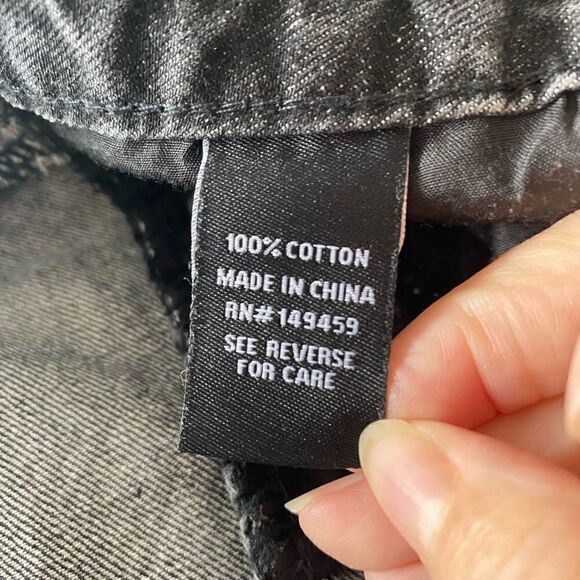 100% COTTON
MADE IN CHINA
RN#149459
SEE REVERSE
FOR CARE